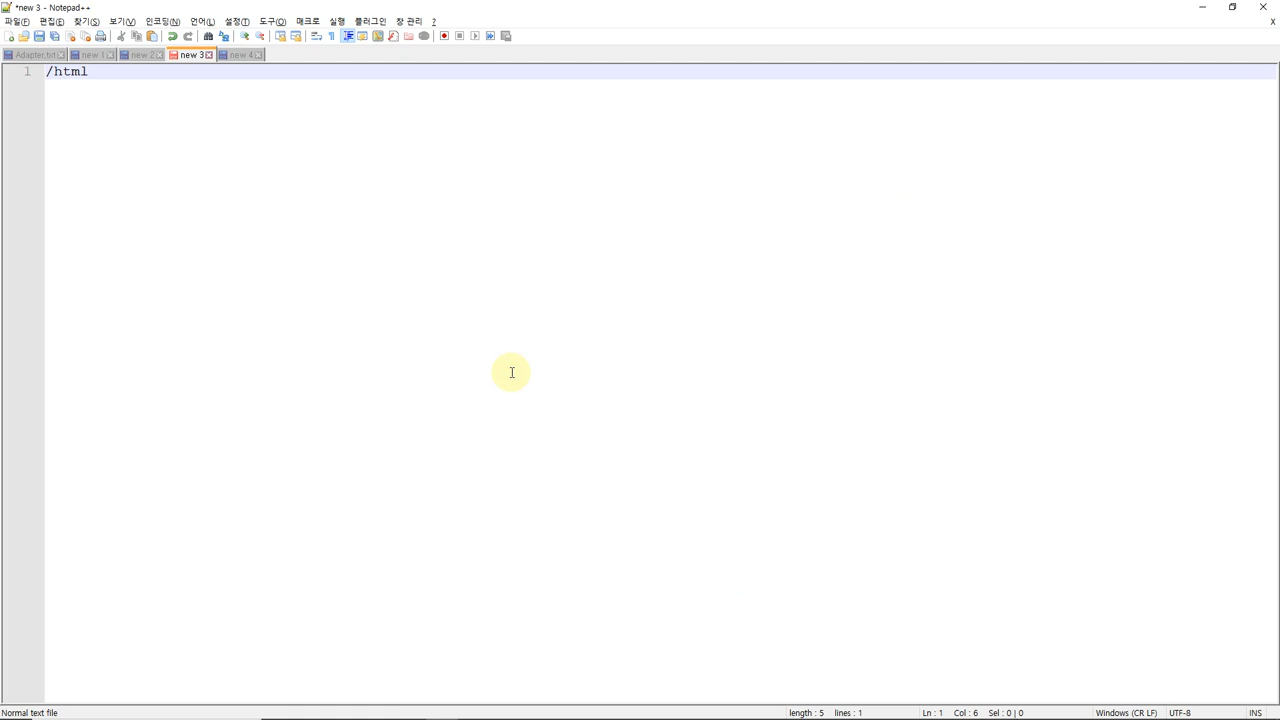 *new 3 - Notepad++
파일(F) 편집(E) 찾기(S) 보기(V) 인코딩(N) 언어(L) 설정(T) 도구(O) 매크로 실행 플러그인 창 관리 ? X
Adapter.txt new 1 new 2 new 3 new 4
1 /html
Normal text file length : 5 lines : 1 Ln : 1 Col : 6 Sel : 0 | 0 Windows (CR LF) UTF-8 INS